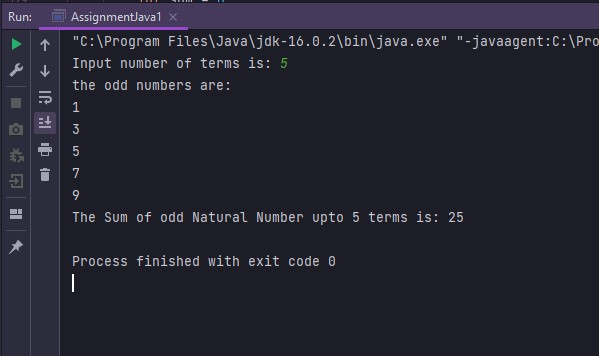 Run: AssignmentJava1
"C:\Program Files\Java\jdk-16.0.2\bin\java.exe" "-javaagent:C:\Pro
Input number of terms is: 5
the odd numbers are:
1
3
5
7
9
The Sum of odd Natural Number upto 5 terms is: 25
Process finished with exit code 0